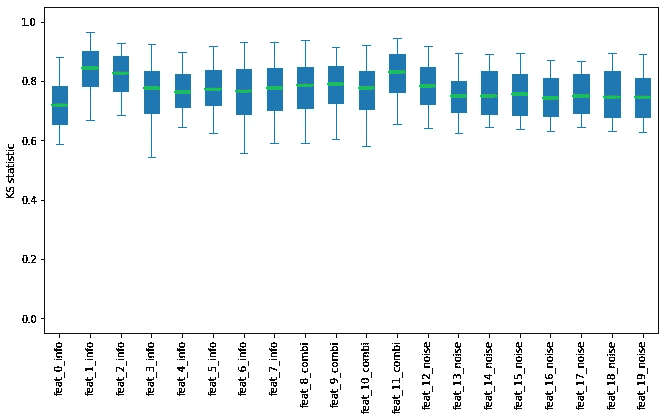 KS statistic
1.0
0.8
0.6
0.4
0.2
0.0
feat_0_info
feat_1_info
feat_2_info
feat_3_info
feat_4_info
feat_5_info
feat_6_info
feat_7_info
feat_8_combi
feat_9_combi
feat_10_combi
feat_11_combi
feat_12_noise
feat_13_noise
feat_14_noise
feat_15_noise
feat_16_noise
feat_17_noise
feat_18_noise
feat_19_noise